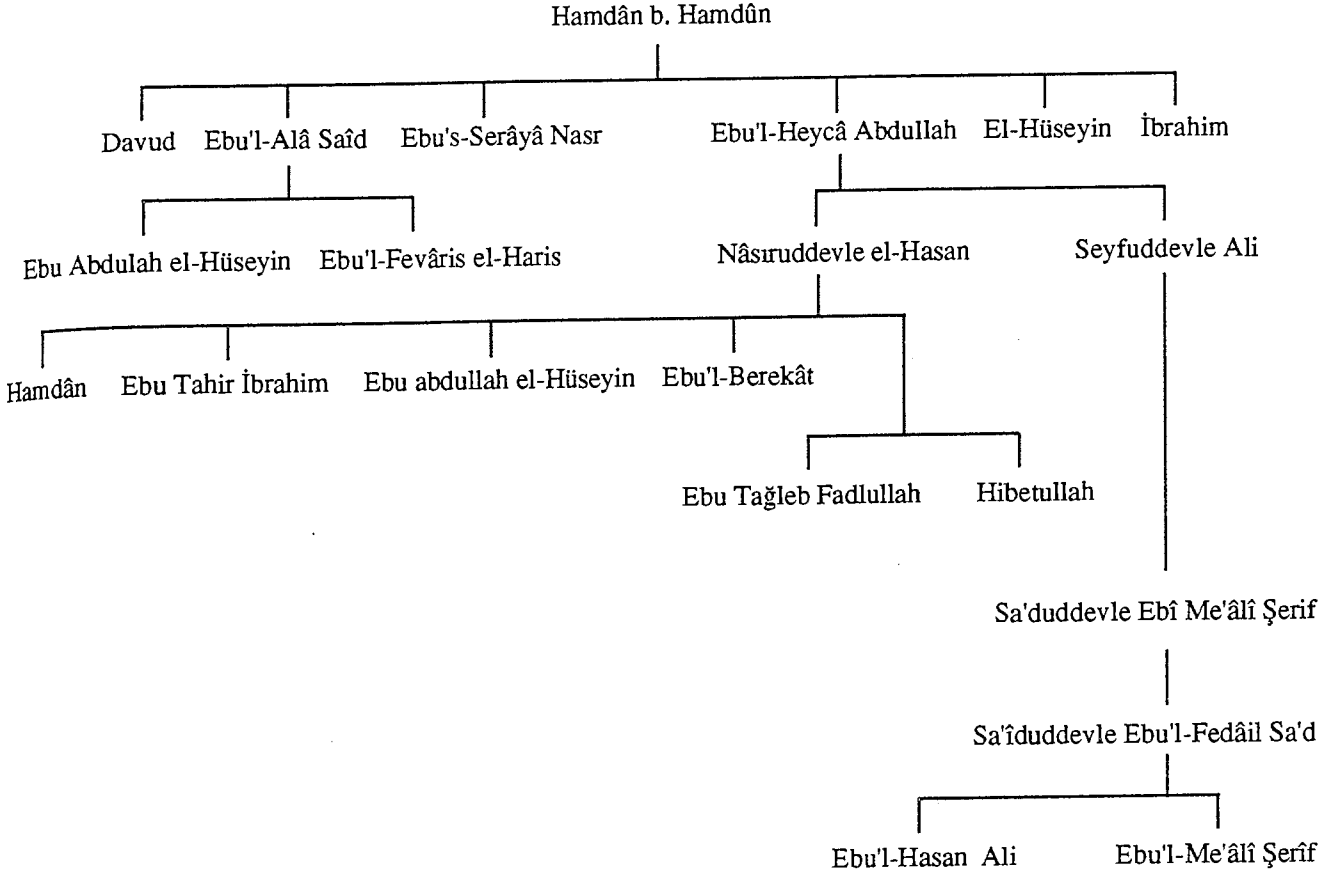 Hamdân b. Hamdûn
Davud Ebu'l-Alâ Saîd Ebu's-Serâyâ Nasr Ebu'l-Heycâ Abdullah El-Hüseyin İbrahim
Ebu Abdulah el-Hüseyin Ebu'l-Fevâris el-Haris Nâsıruddevle el-Hasan Seyfuddevle Ali
Hamdân Ebu Tahir İbrahim Ebu abdullah el-Hüseyin Ebu'l-Berekât
Ebu Tağleb Fadlullah Hibetullah
Sa'duddevle Ebî Me'âlî Şerif
Sa'îduddevle Ebu'l-Fedâil Sa'd
Ebu'l-Hasan Ali Ebu'l-Me'âlî Şerîf